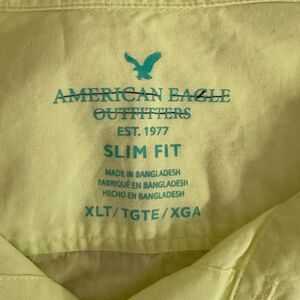 AMERICAN EAGLE
OUTFITTERS
EST. 1977
SLIM FIT
MADE IN BANGLADESH
FABRIQUÉ EN BANGLADESH
HECHO EN BANGLADESH
XLT/TGTE/XGA